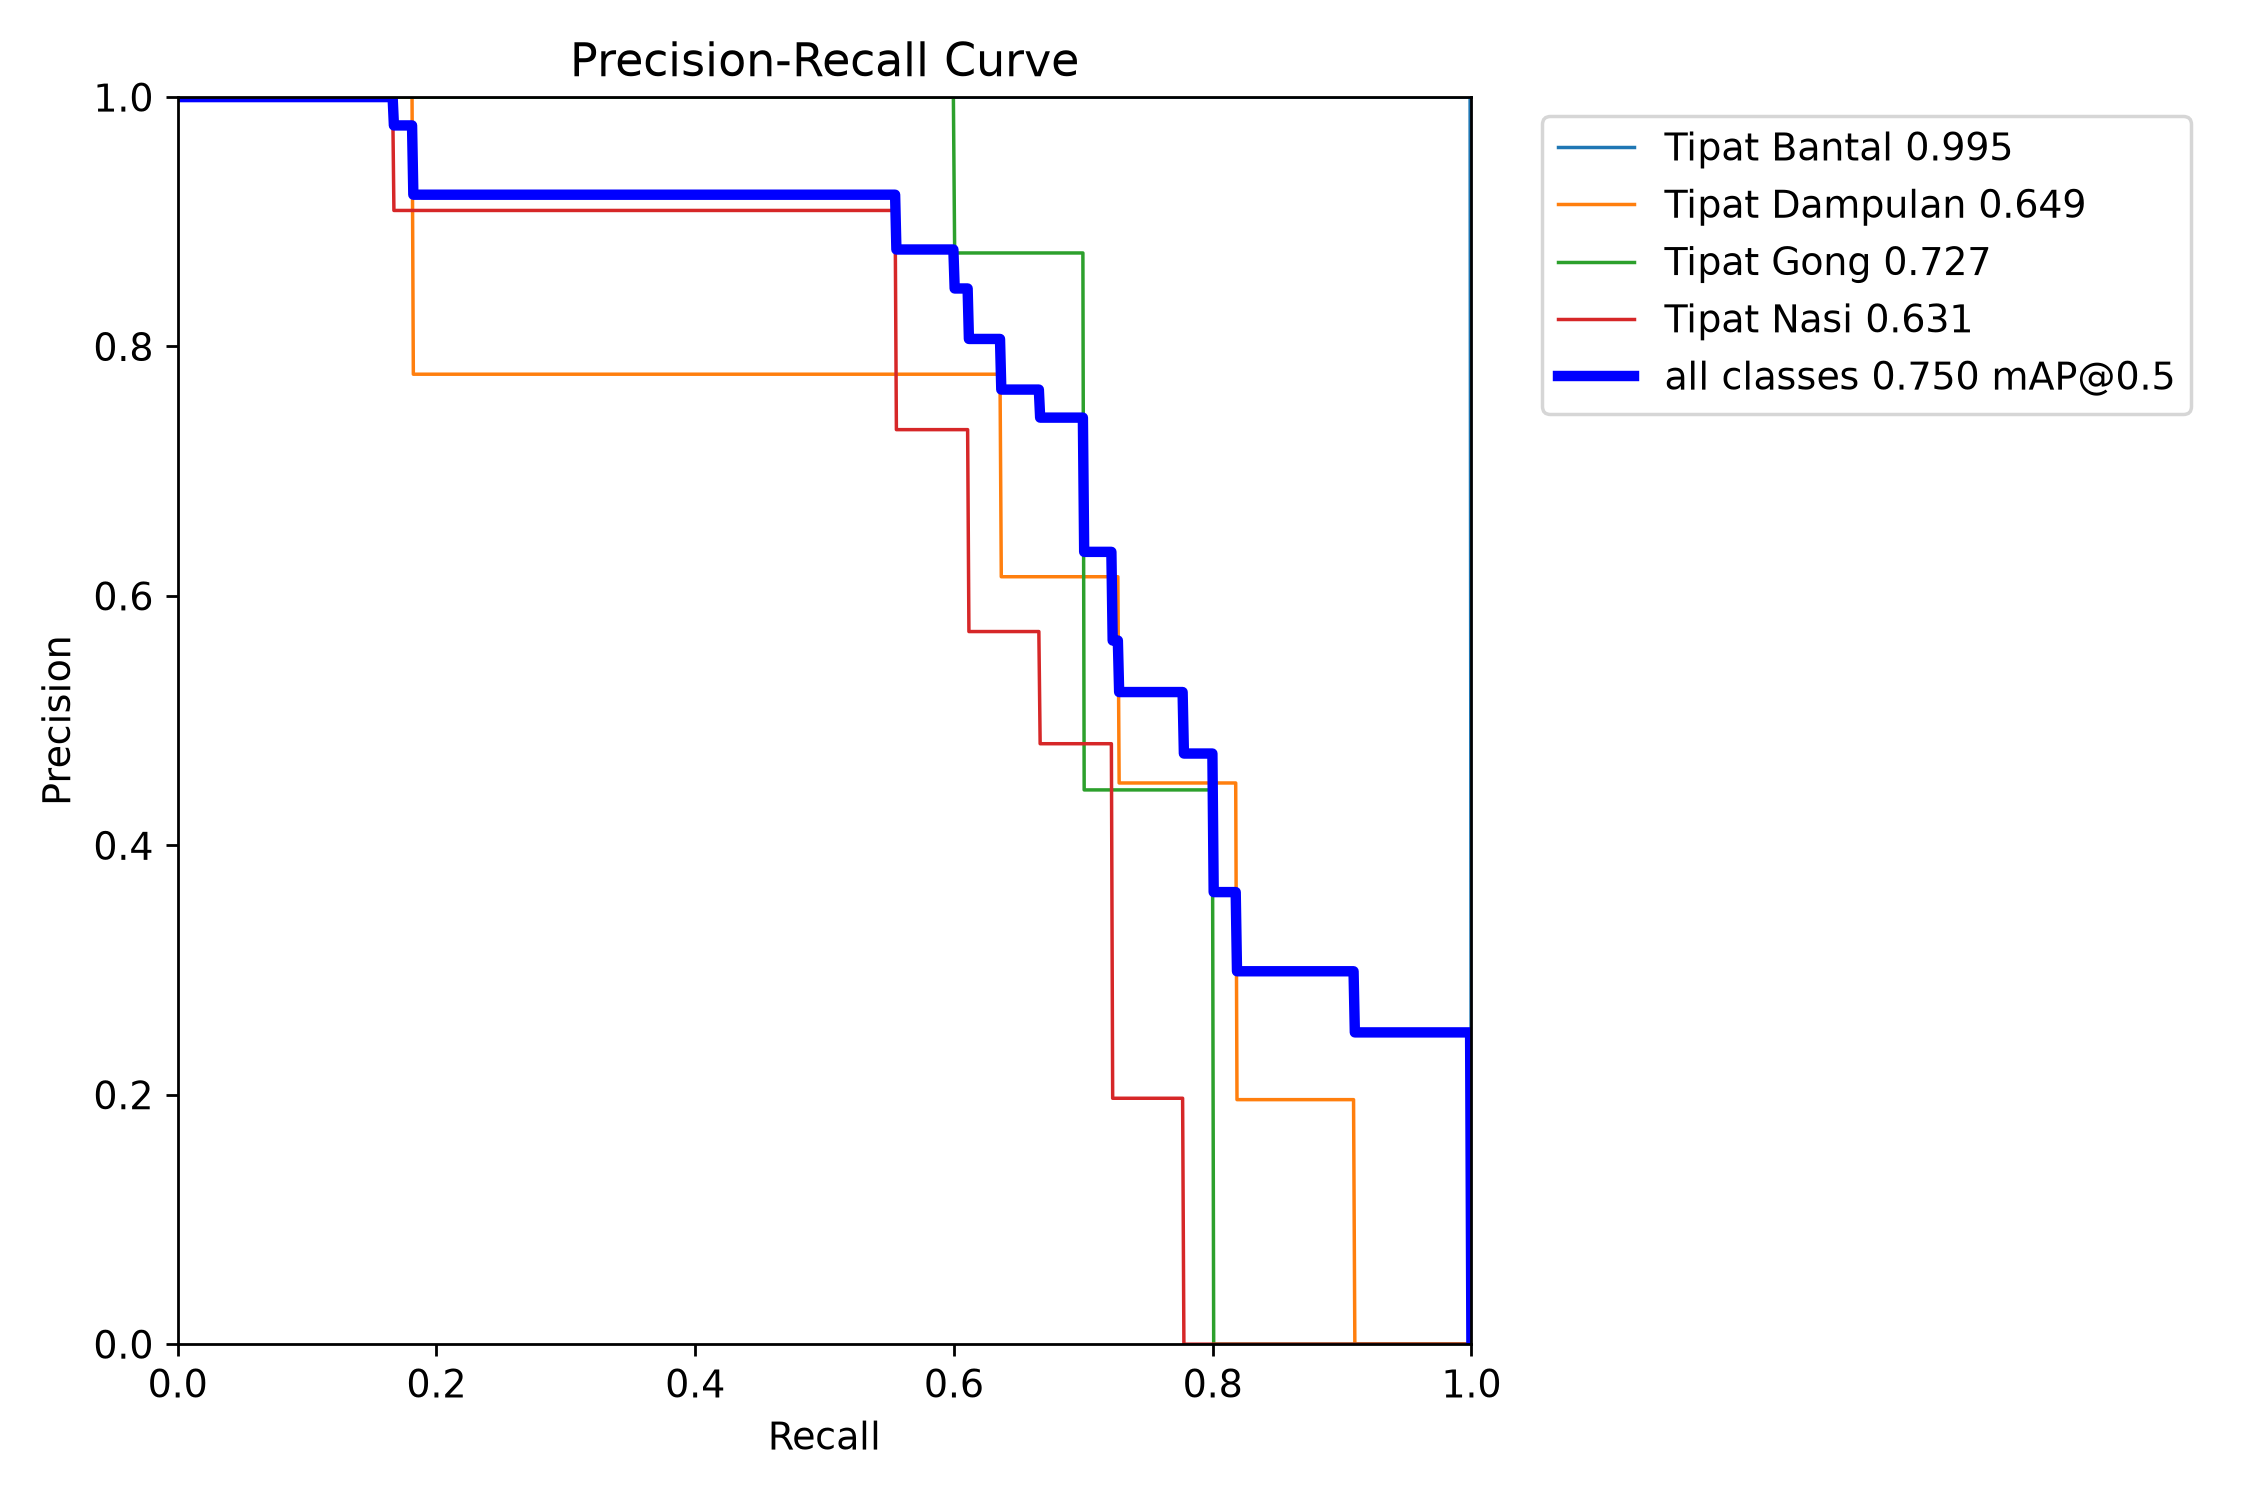 Precision-Recall Curve
1.0
0.8
0.6
0.4
0.2
0.0
Precision
0.0 0.2 0.4 0.6 0.8 1.0
Recall
Tipat Bantal 0.995
Tipat Dampulan 0.649
Tipat Gong 0.727
Tipat Nasi 0.631
all classes 0.750 mAP@0.5